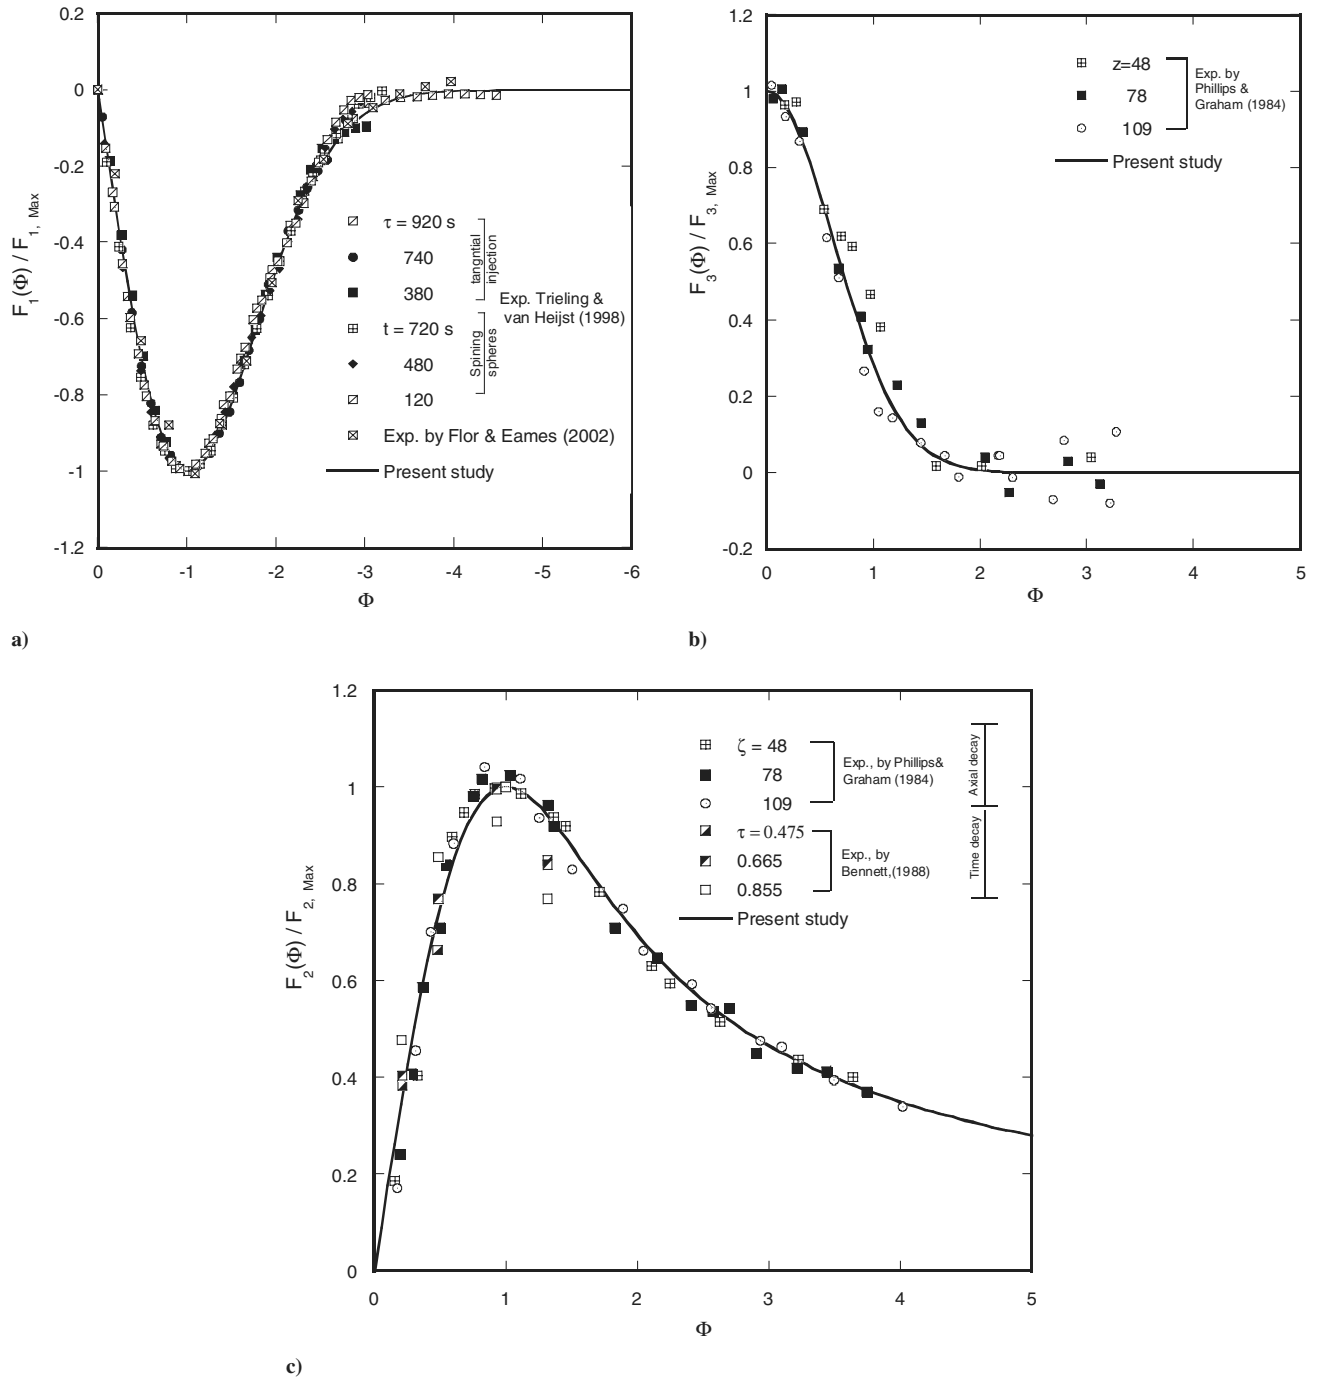 0.2
0
-0.2
-0.4
-0.6
-0.8
-1
-1.2
F1(Φ) / F1, Max
0 -1 -2 -3 -4 -5 -6
Φ
τ = 920 s
740
380
t = 720 s
480
120
tangntial injection
Spining spheres
Exp. Trieling &
van Heijst (1998)
Exp. by Flor & Eames (2002)
Present study
a)
1.2
1
0.8
0.6
0.4
0.2
0
-0.2
F3(Φ) / F3, Max
0 1 2 3 4 5
Φ
z=48
78
109
Exp. by
Phillips &
Graham (1984)
Present study
b)
1.2
1
0.8
0.6
0.4
0.2
0
F2(Φ) / F2, Max
0 1 2 3 4 5
Φ
ζ = 48
78
109
Exp., by Phillips&
Graham (1984)
Axial decay
τ = 0.475
0.665
0.855
Exp., by
Bennett,(1988)
Time decay
Present study
c)